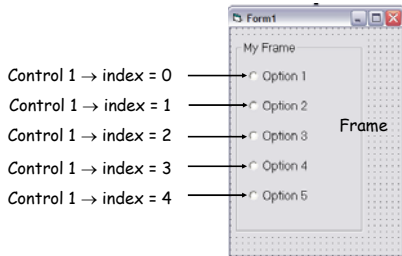 Form1
My Frame
Control 1 → index = 0
Option 1
Control 1 → index = 1
Option 2
Control 1 → index = 2
Option 3
Frame
Control 1 → index = 3
Option 4
Control 1 → index = 4
Option 5